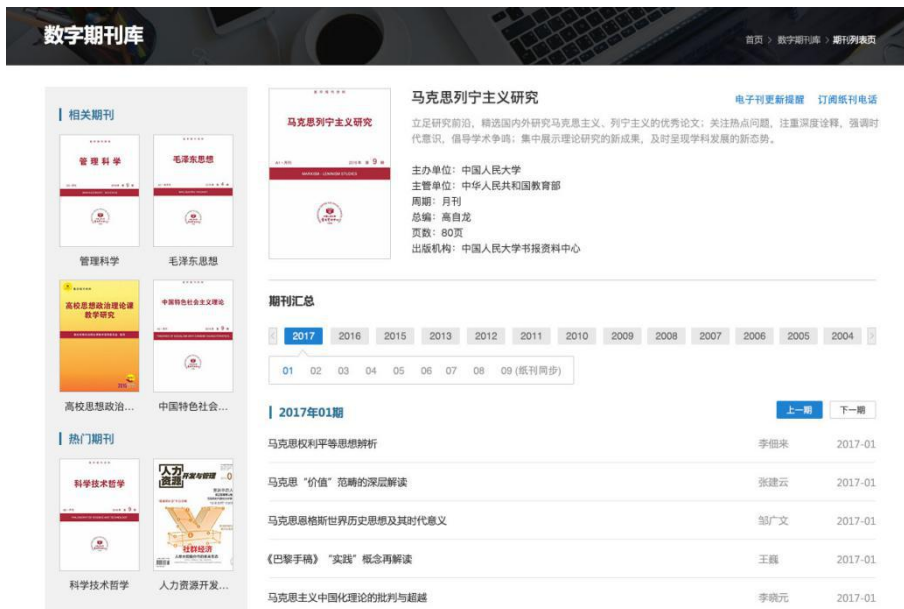 数字期刊库
首页 > 数字期刊库 > 期刊列表页
相关期刊
管理科学
毛泽东思想
管理科学
毛泽东思想
高校思想政治理论课
教学研究
中国特色社会主义理论
高校思想政治...
中国特色社会...
热门期刊
科学技术哲学
人力
资源
开发与管理
社群经济
科学技术哲学
人力资源开发...
马克思列宁主义研究
2016年 第 9 期
MARXISM - LENINISM STUDIES
马克思列宁主义研究
电子刊更新提醒 订阅纸刊电话
立足研究前沿，精选国内外研究马克思主义、列宁主义的优秀论文；关注热点问题，注重深度诠释，强调时
代意识，倡导学术争鸣；集中展示理论研究的新成果，及时呈现学科发展的新态势。
主办单位：中国人民大学
主管单位：中华人民共和国教育部
周期：月刊
总编：高自龙
页数：80页
出版机构：中国人民大学书报资料中心
期刊汇总
< 2017 2016 2015 2013 2012 2011 2010 2009 2008 2007 2006 2005 2004 >
01 02 03 04 05 06 07 08 09 (纸刊同步)
2017年01期
上一期 下一期
马克思权利平等思想辨析 李佃来 2017-01
马克思“价值”范畴的深层解读 张建云 2017-01
马克思恩格斯世界历史思想及其时代意义 邹广文 2017-01
《巴黎手稿》“实践”概念再解读 王巍 2017-01
马克思主义中国化理论的批判与超越 李晓元 2017-01